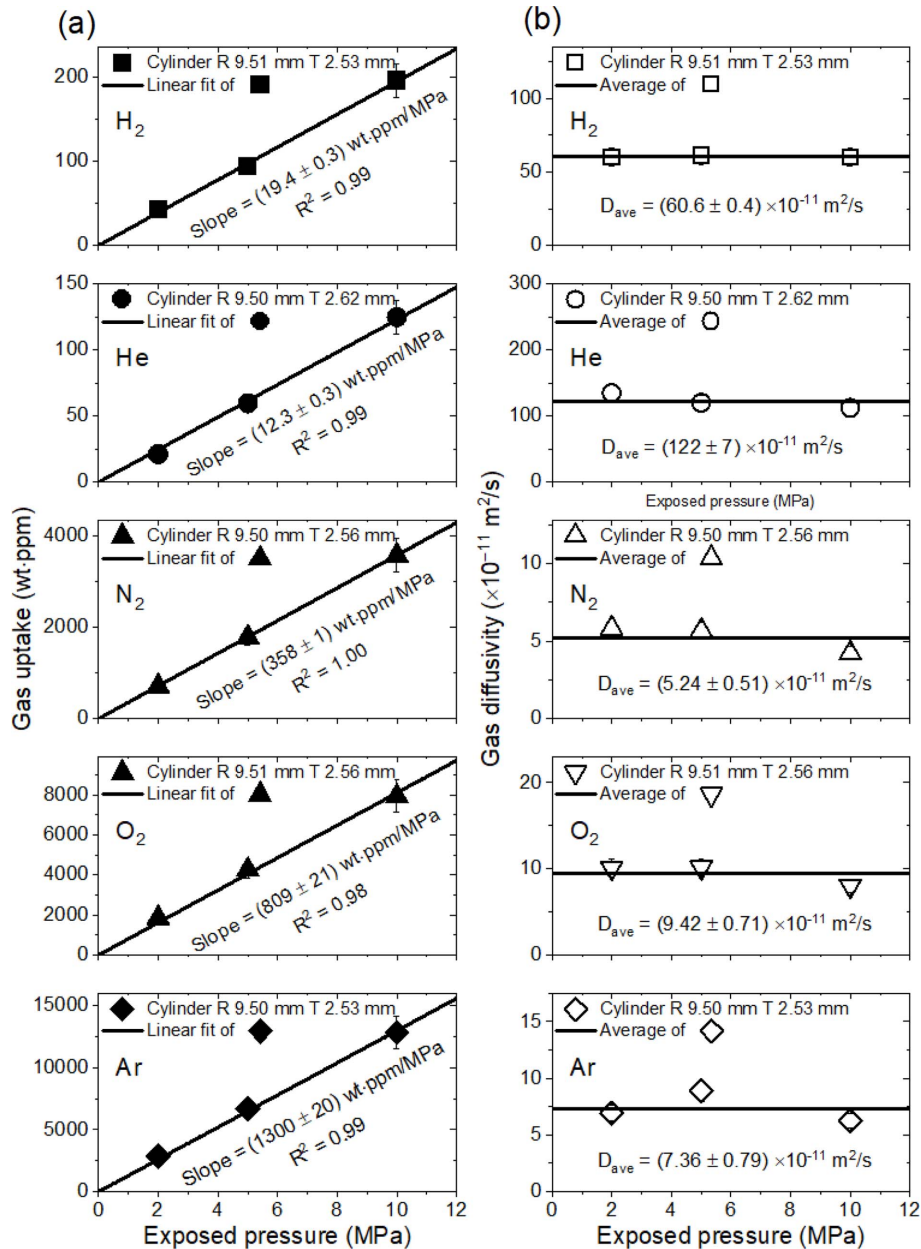 (a)
Cylinder R 9.51 mm T 2.53 mm
Linear fit of
H2
200
100
0
Slope = (19.4 ± 0.3) wt·ppm/MPa
R² = 0.99
Cylinder R 9.50 mm T 2.62 mm
Linear fit of
He
150
100
50
0
Slope = (12.3 ± 0.3) wt·ppm/MPa
R² = 0.99
Gas uptake (wt·ppm)
Cylinder R 9.50 mm T 2.56 mm
Linear fit of
N2
4000
2000
0
Slope = (358 ± 1) wt·ppm/MPa
R² = 1.00
Cylinder R 9.51 mm T 2.56 mm
Linear fit of
O2
8000
6000
4000
2000
0
Slope = (809 ± 21) wt·ppm/MPa
R² = 0.98
Cylinder R 9.50 mm T 2.53 mm
Linear fit of
Ar
15000
10000
5000
0
Slope = (1300 ± 20) wt·ppm/MPa
R² = 0.99
0 2 4 6 8 10 12
Exposed pressure (MPa)
(b)
Cylinder R 9.51 mm T 2.53 mm
Average of
H2
100
50
0
Dave = (60.6 ± 0.4) ×10⁻¹¹ m²/s
Cylinder R 9.50 mm T 2.62 mm
Average of
He
300
200
100
0
Dave = (122 ± 7) ×10⁻¹¹ m²/s
Exposed pressure (MPa)
Gas diffusivity (×10⁻¹¹ m²/s)
Cylinder R 9.50 mm T 2.56 mm
Average of
N2
10
5
0
Dave = (5.24 ± 0.51) ×10⁻¹¹ m²/s
Cylinder R 9.51 mm T 2.56 mm
Average of
O2
20
10
0
Dave = (9.42 ± 0.71) ×10⁻¹¹ m²/s
Cylinder R 9.50 mm T 2.53 mm
Average of
Ar
15
10
5
0
Dave = (7.36 ± 0.79) ×10⁻¹¹ m²/s
0 2 4 6 8 10 12
Exposed pressure (MPa)